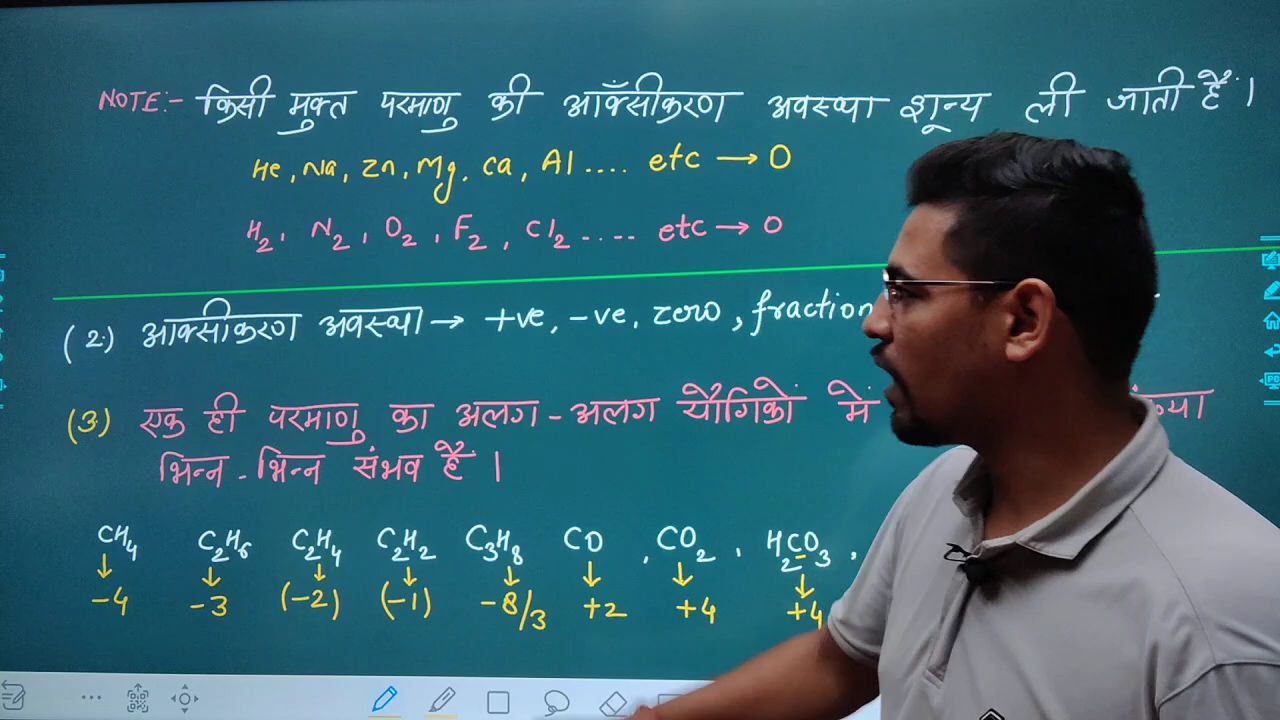 NOTE:- किसी मुक्त परमाणु की ऑक्सीकरण अवस्था शून्य ली जाती है।
He, Na, Zn, Mg, Ca, Al .... etc → 0
H₂, N₂, O₂, F₂, Cl₂ ..... etc → 0
(2.) आक्सीकरण अवस्था → +ve, -ve, zero, fraction
(3.) एक ही परमाणु का अलग-अलग यौगिकों में
भिन्न-भिन्न संभव है।
CH₄ C₂H₆ C₂H₄ C₂H₂ C₃H₈ CO, CO₂, H₂CO₃,
↓ ↓ ↓ ↓ ↓ ↓ ↓ ↓
-4 -3 (-2) (-1) -8/3 +2 +4 +4